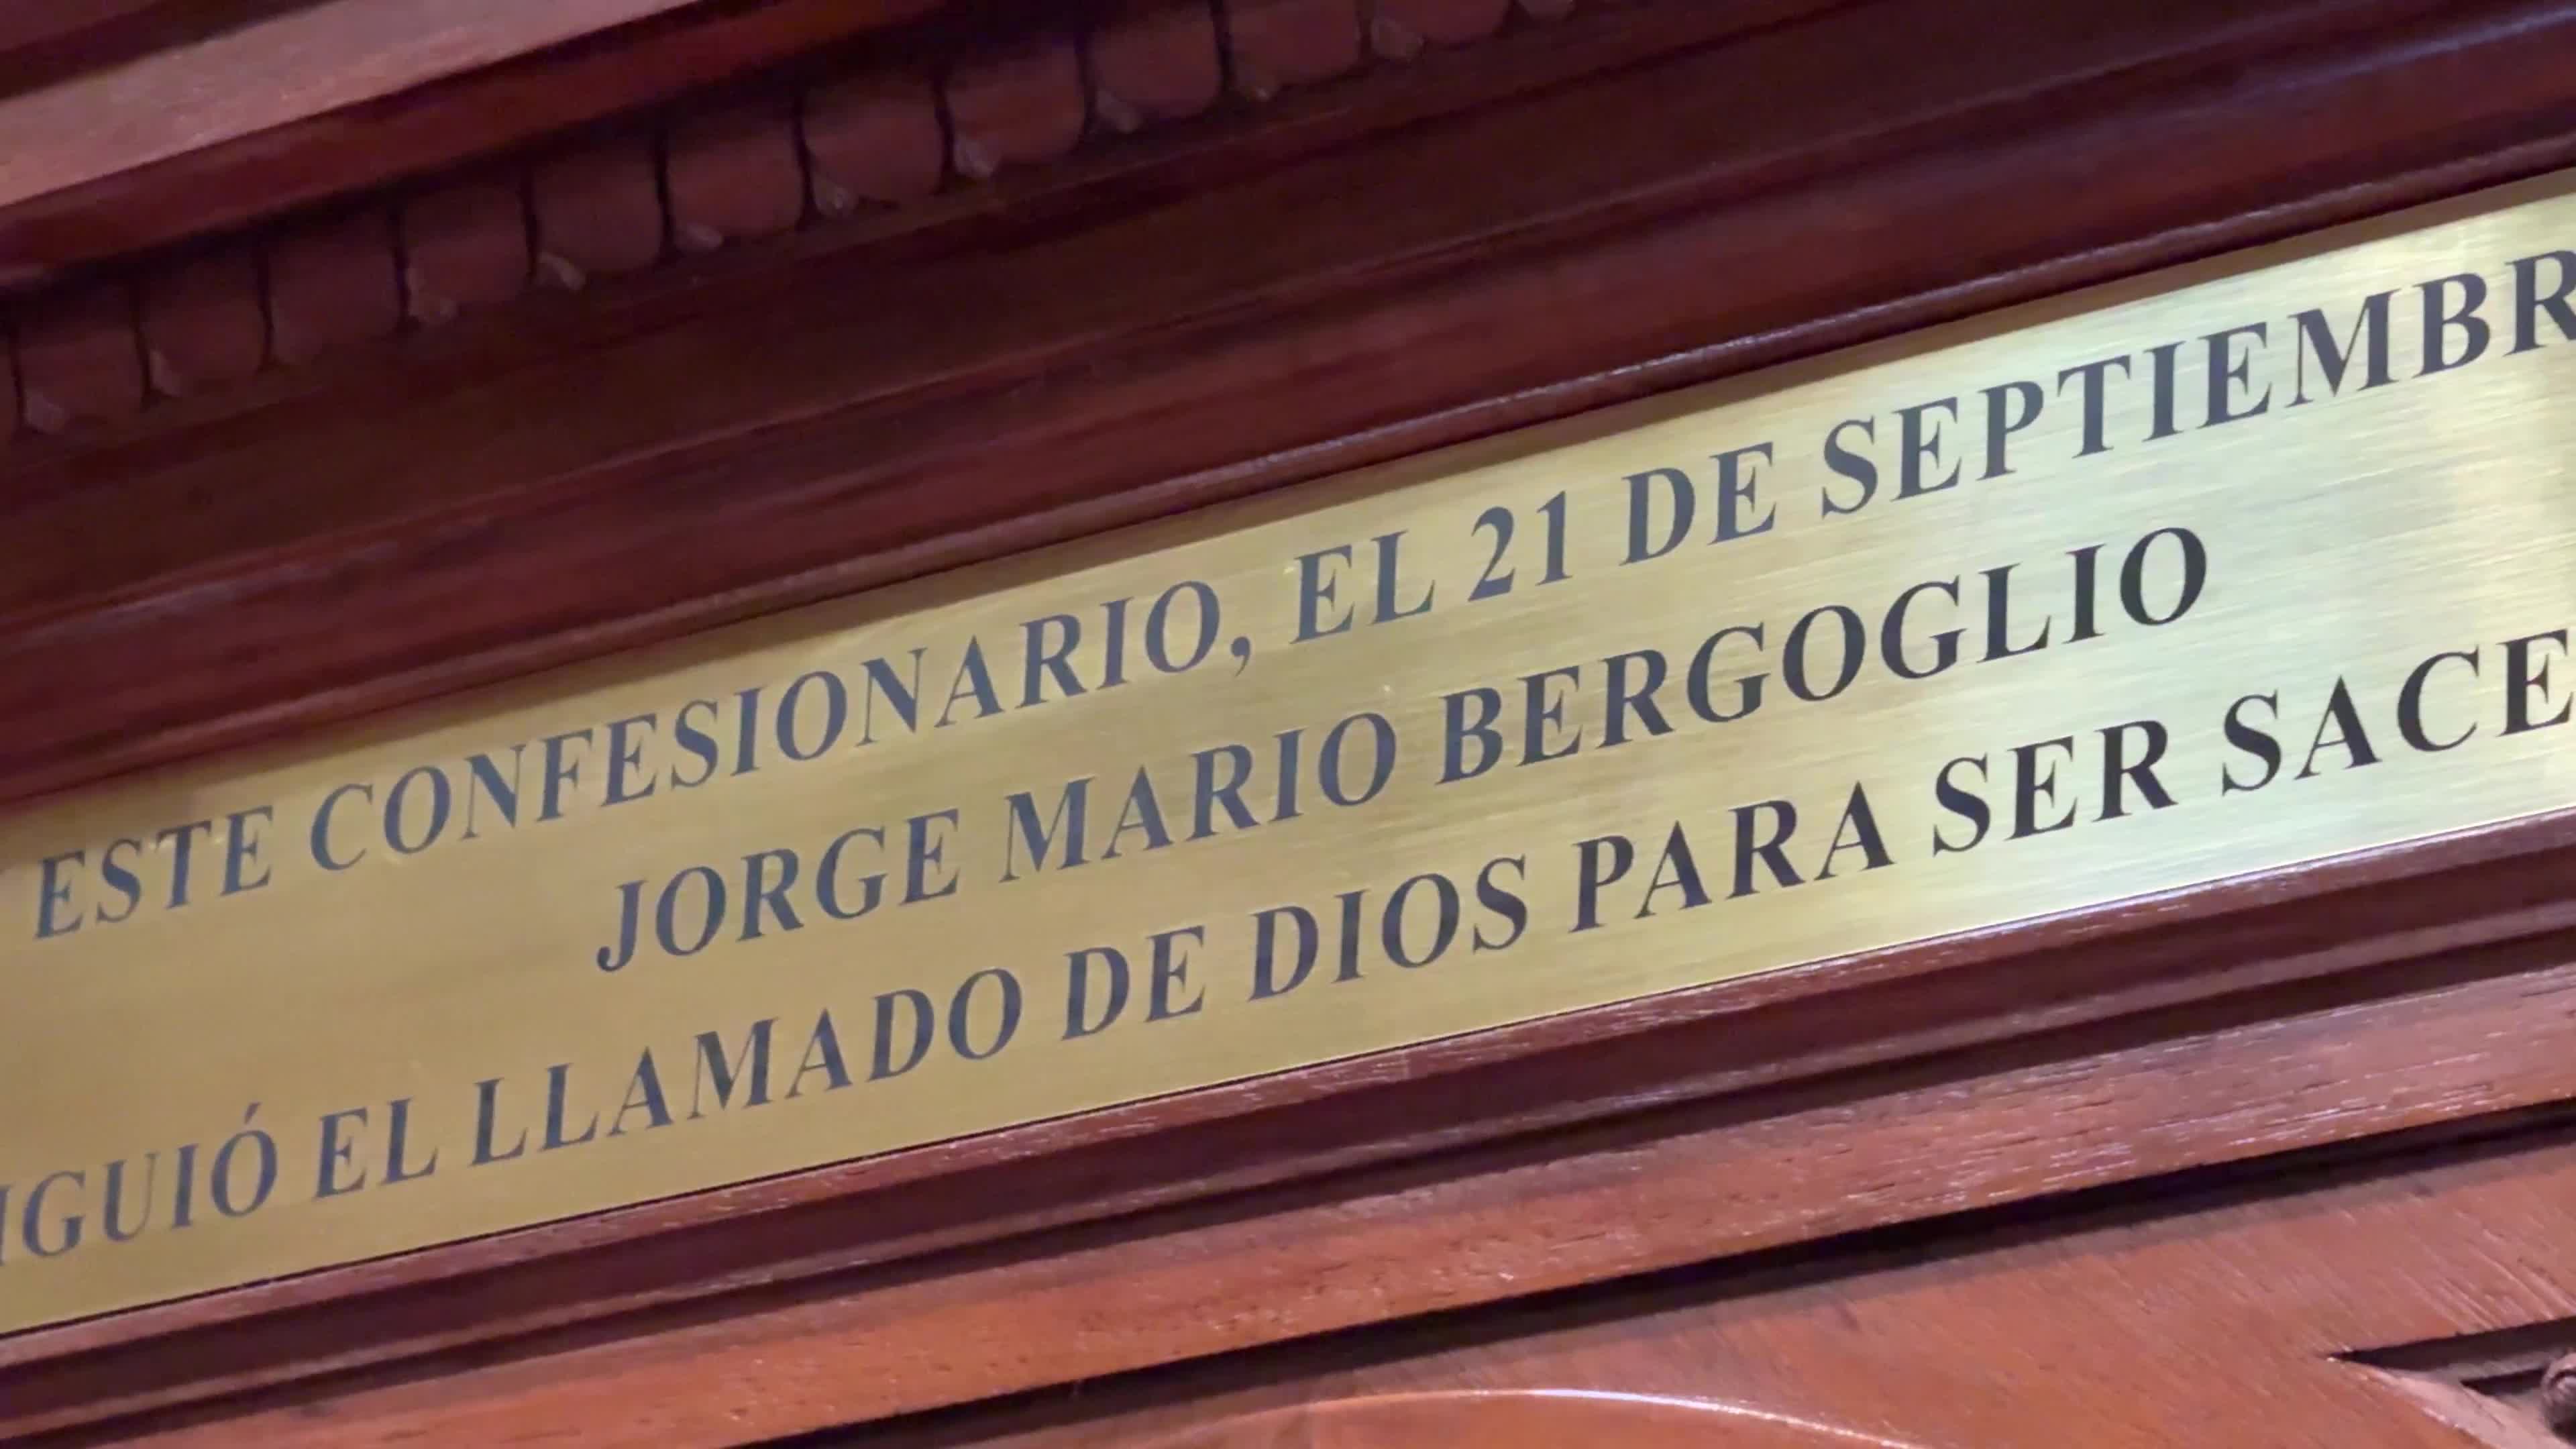 ESTE CONFESIONARIO, EL 21 DE SEPTIEMBR
JORGE MARIO BERGOGLIO
IGUIÓ EL LLAMADO DE DIOS PARA SER SACE